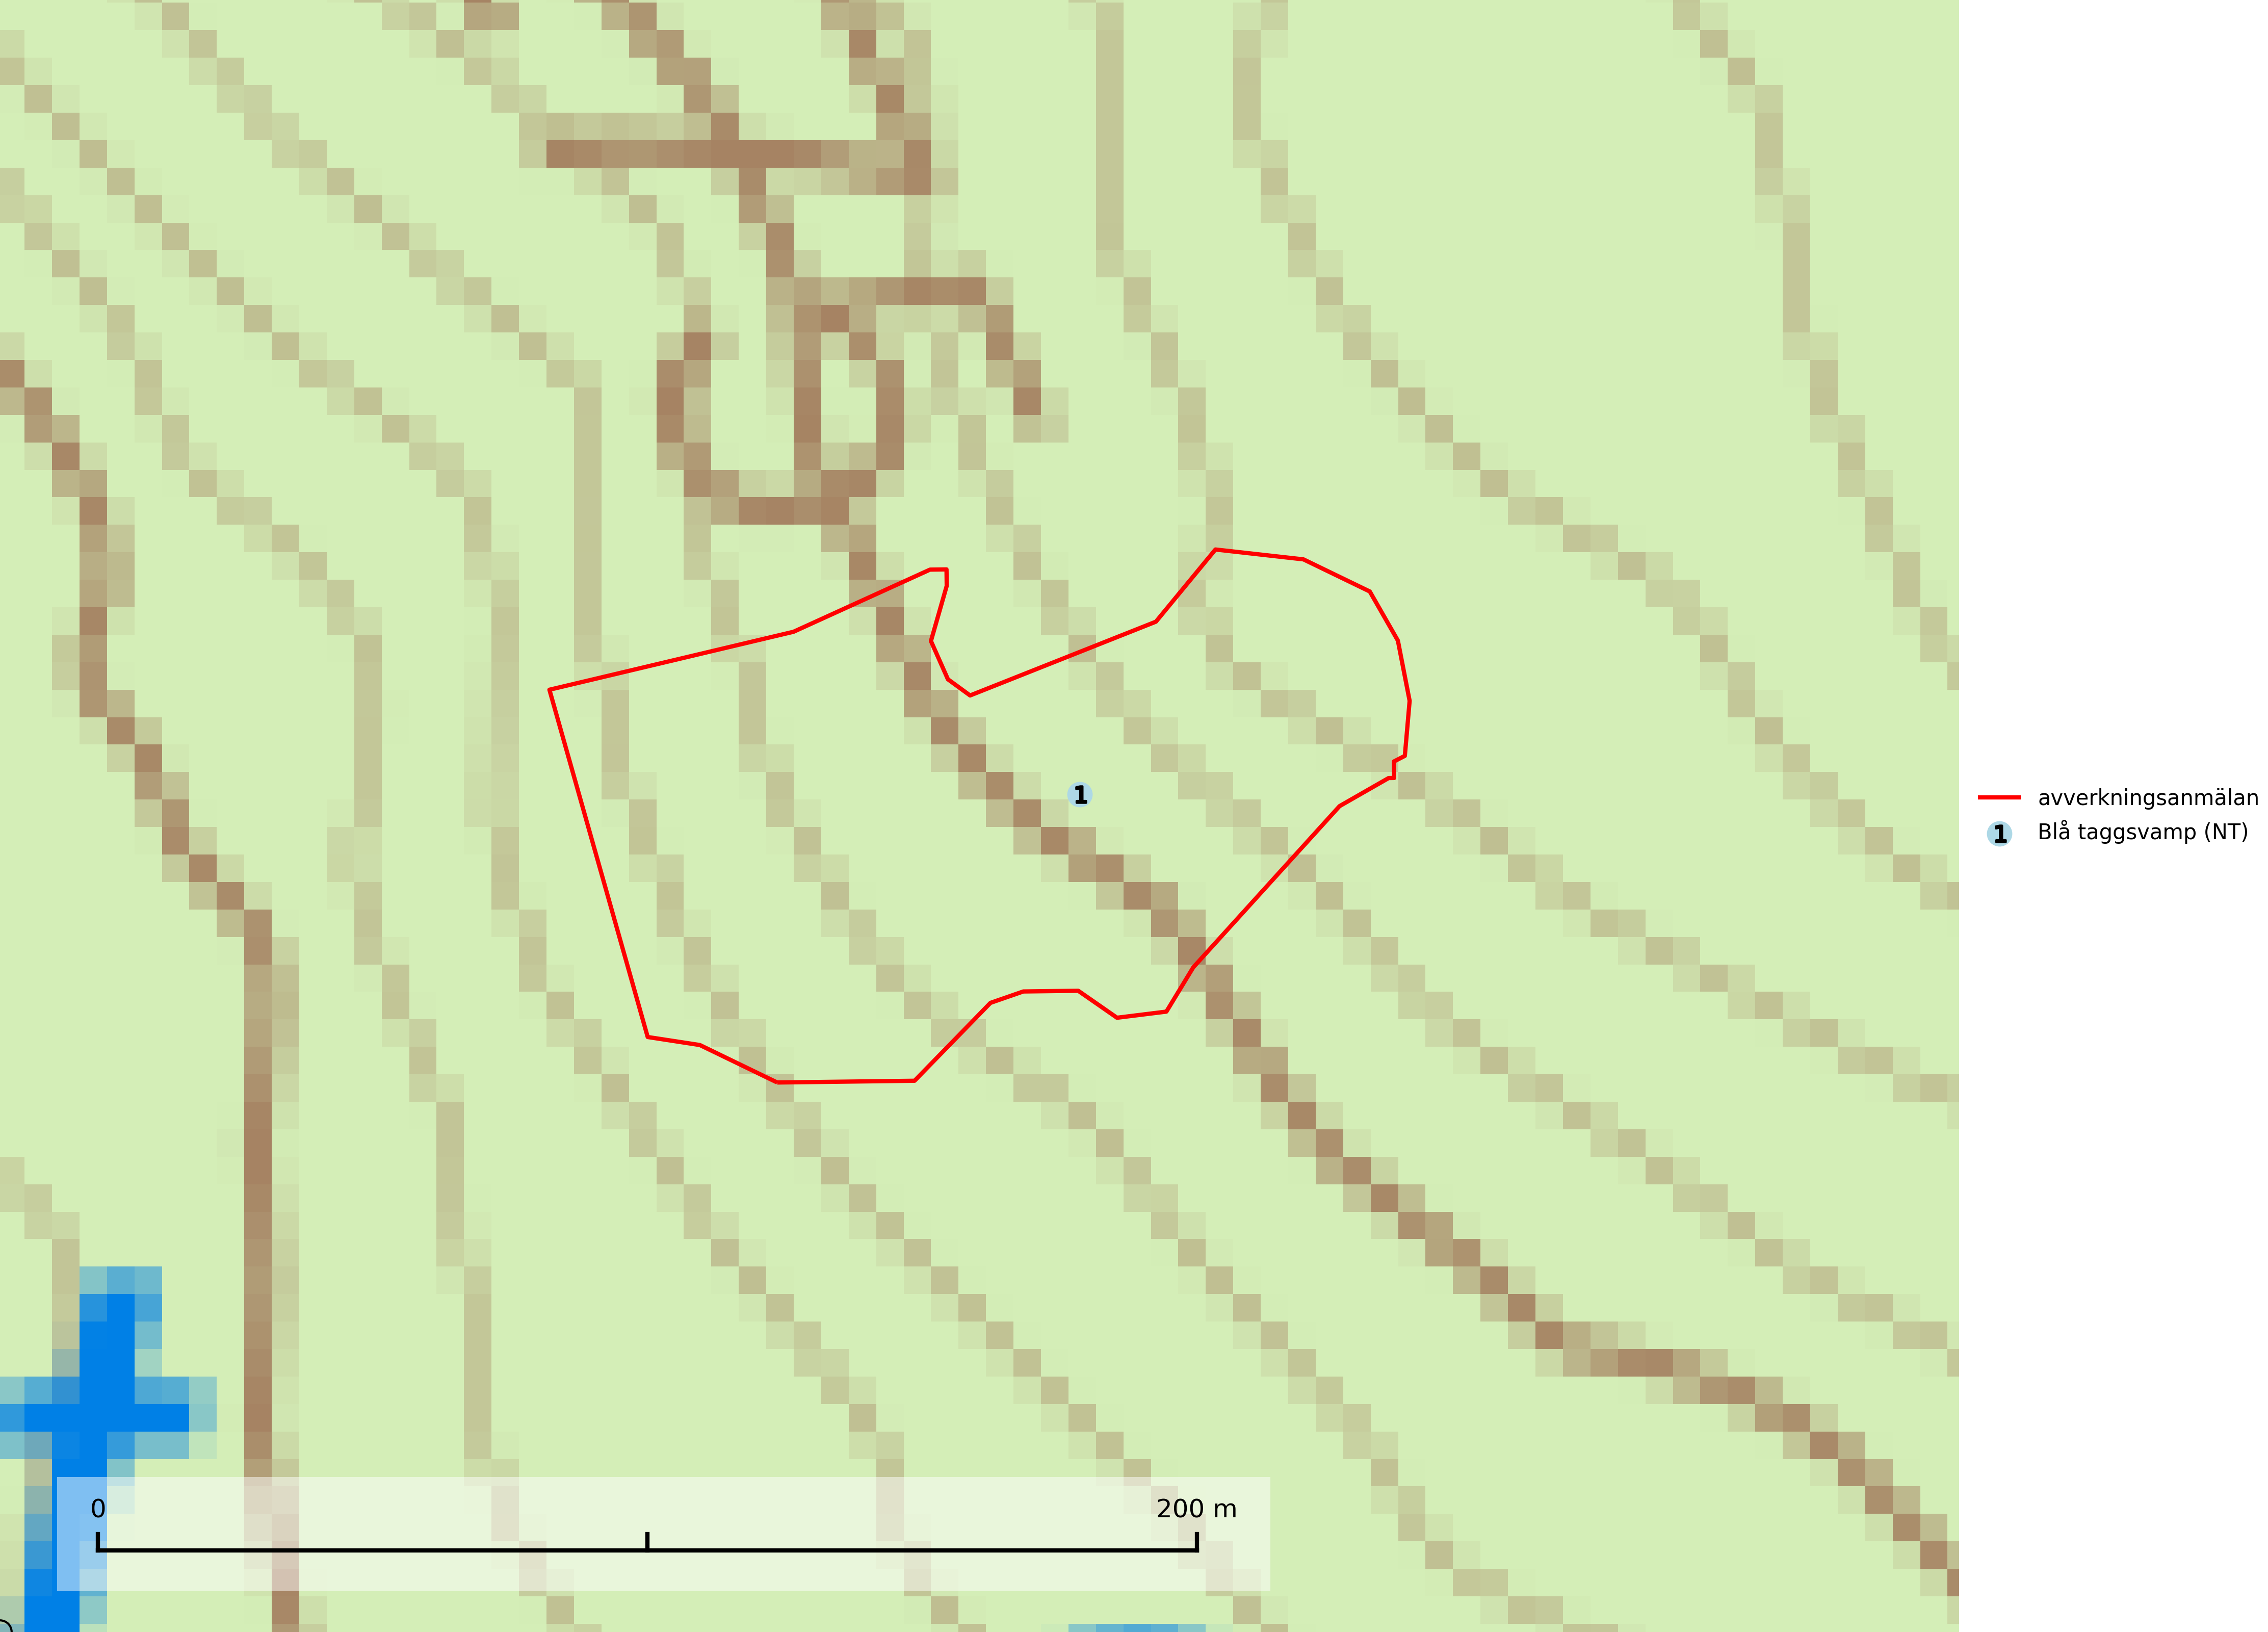 1
avverkningsanmälan
1 Blå taggsvamp (NT)
0 200 m